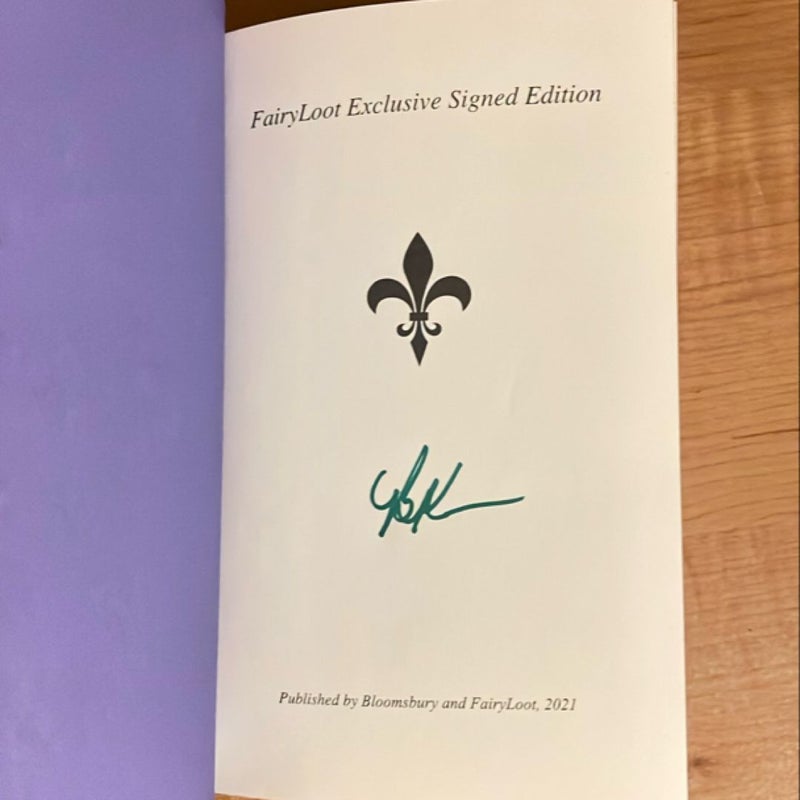 FairyLoot Exclusive Signed Edition
Published by Bloomsbury and FairyLoot, 2021